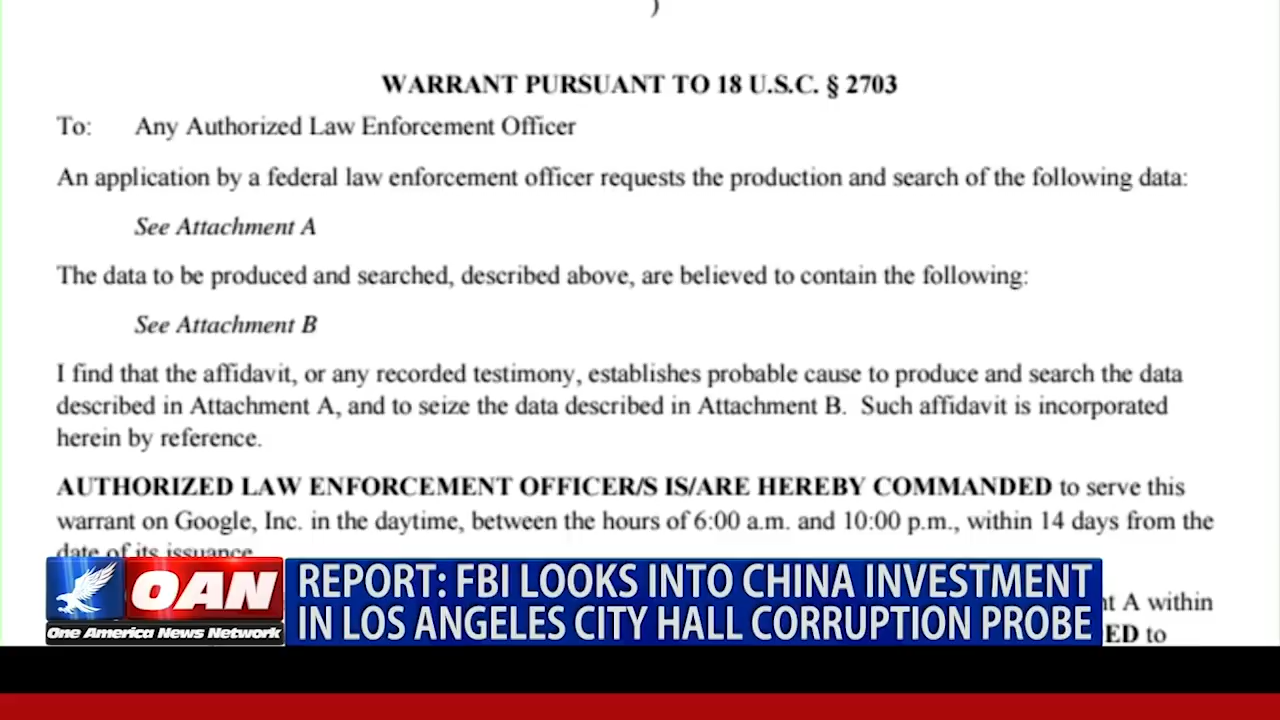 )
WARRANT PURSUANT TO 18 U.S.C. § 2703
To: Any Authorized Law Enforcement Officer
An application by a federal law enforcement officer requests the production and search of the following data:
See Attachment A
The data to be produced and searched, described above, are believed to contain the following:
See Attachment B
I find that the affidavit, or any recorded testimony, establishes probable cause to produce and search the data
described in Attachment A, and to seize the data described in Attachment B. Such affidavit is incorporated
herein by reference.
AUTHORIZED LAW ENFORCEMENT OFFICER/S IS/ARE HEREBY COMMANDED to serve this
warrant on Google, Inc. in the daytime, between the hours of 6:00 a.m. and 10:00 p.m., within 14 days from the
date of its issuance
OAN
One America News Network
REPORT: FBI LOOKS INTO CHINA INVESTMENT
IN LOS ANGELES CITY HALL CORRUPTION PROBE
A within
to